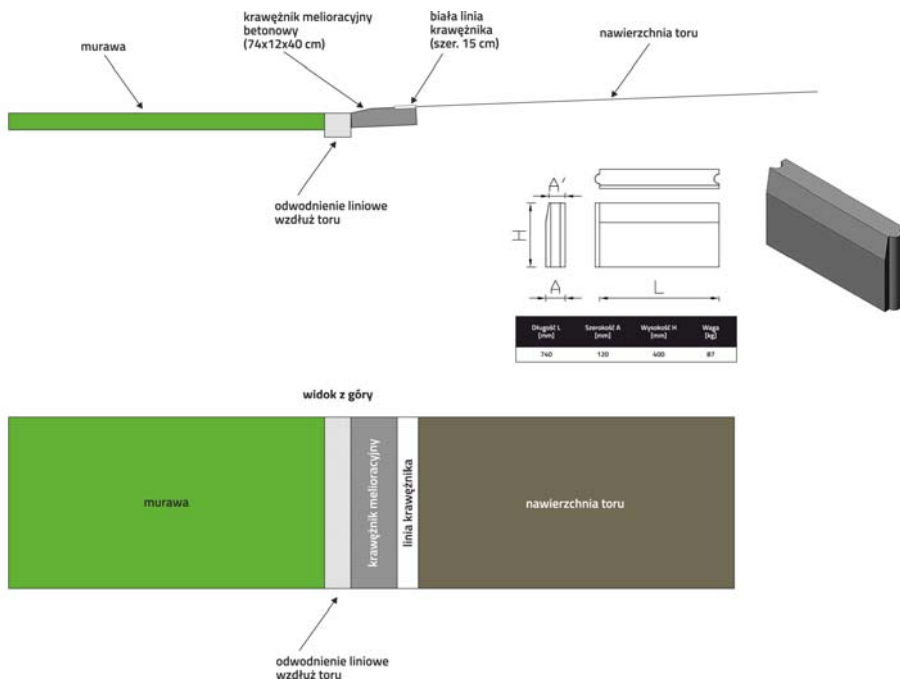 krawężnik melioracyjny
betonowy
(74x12x40 cm)
biała linia
krawężnika
(szer. 15 cm)
murawa
nawierzchnia toru
odwodnienie liniowe
wzdłuż toru
A'
H
A
L
Długość L
[mm]
Szerokość A
[mm]
Wysokość H
[mm]
Waga
[kg]
740
120
400
87
widok z góry
murawa
krawężnik melioracyjny
linia krawężnika
nawierzchnia toru
odwodnienie liniowe
wzdłuż toru